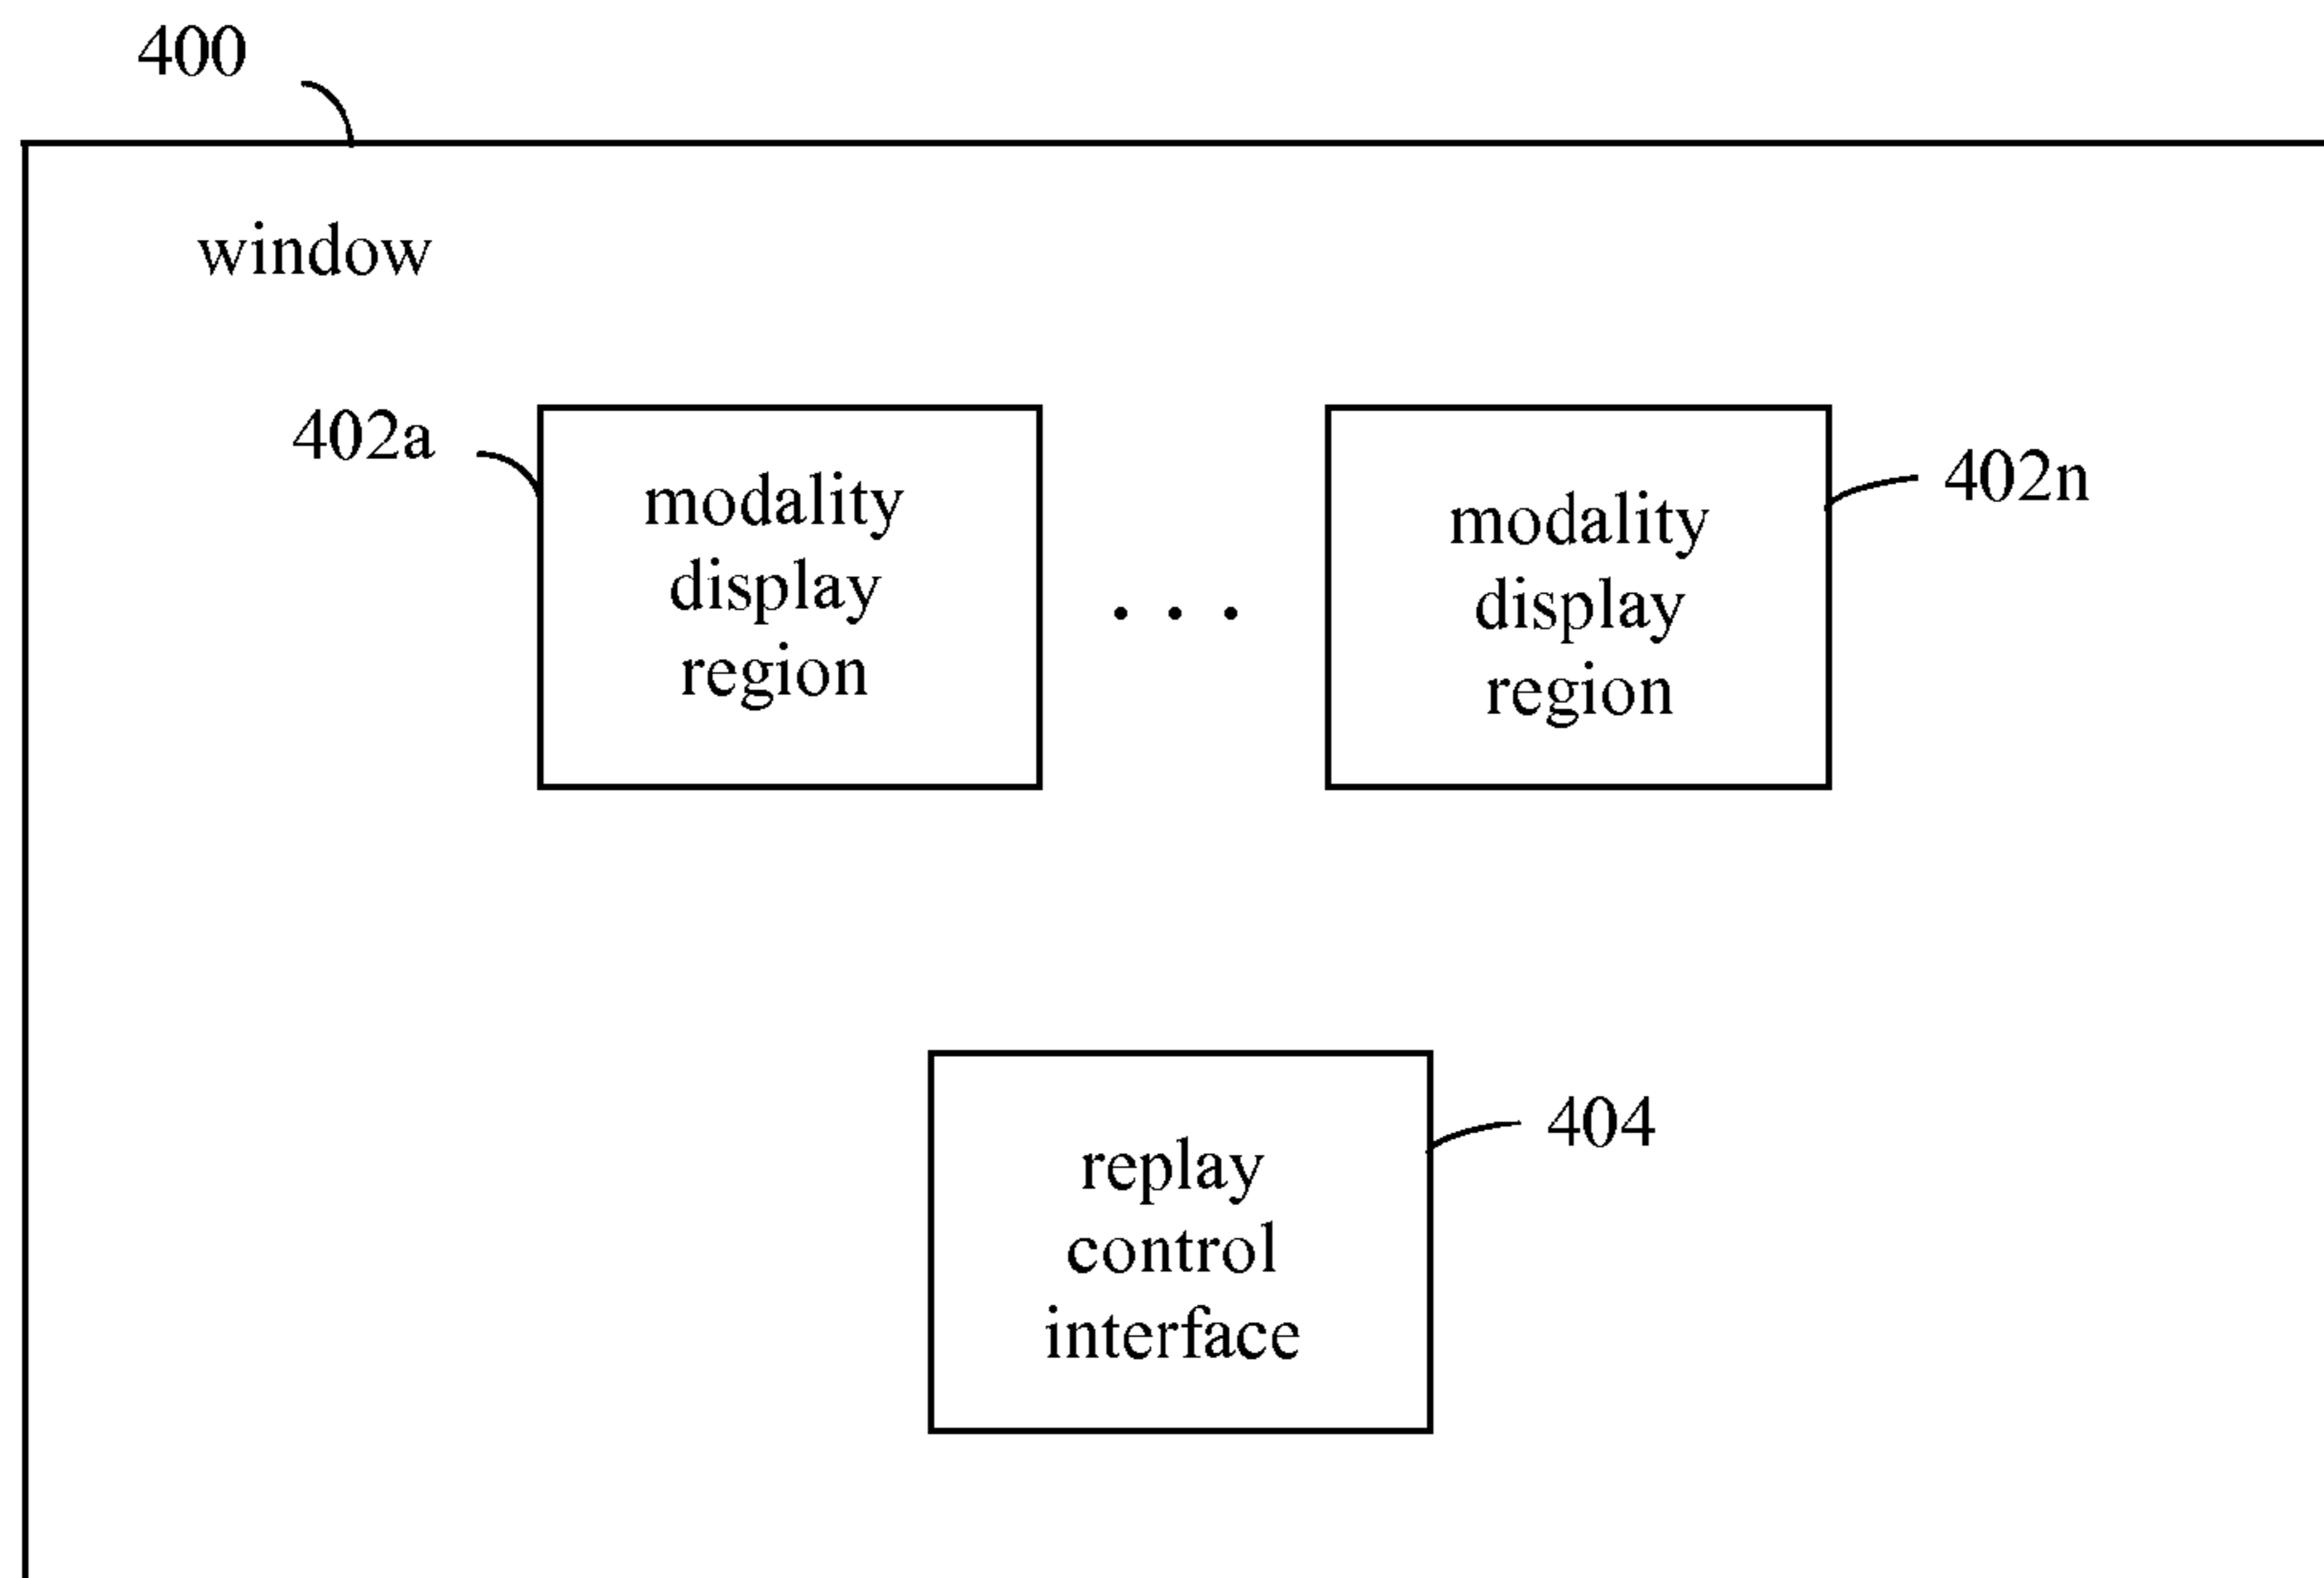 400
window
402a
modality
display
region
. . .
modality
display
region
402n
replay
control
interface
404